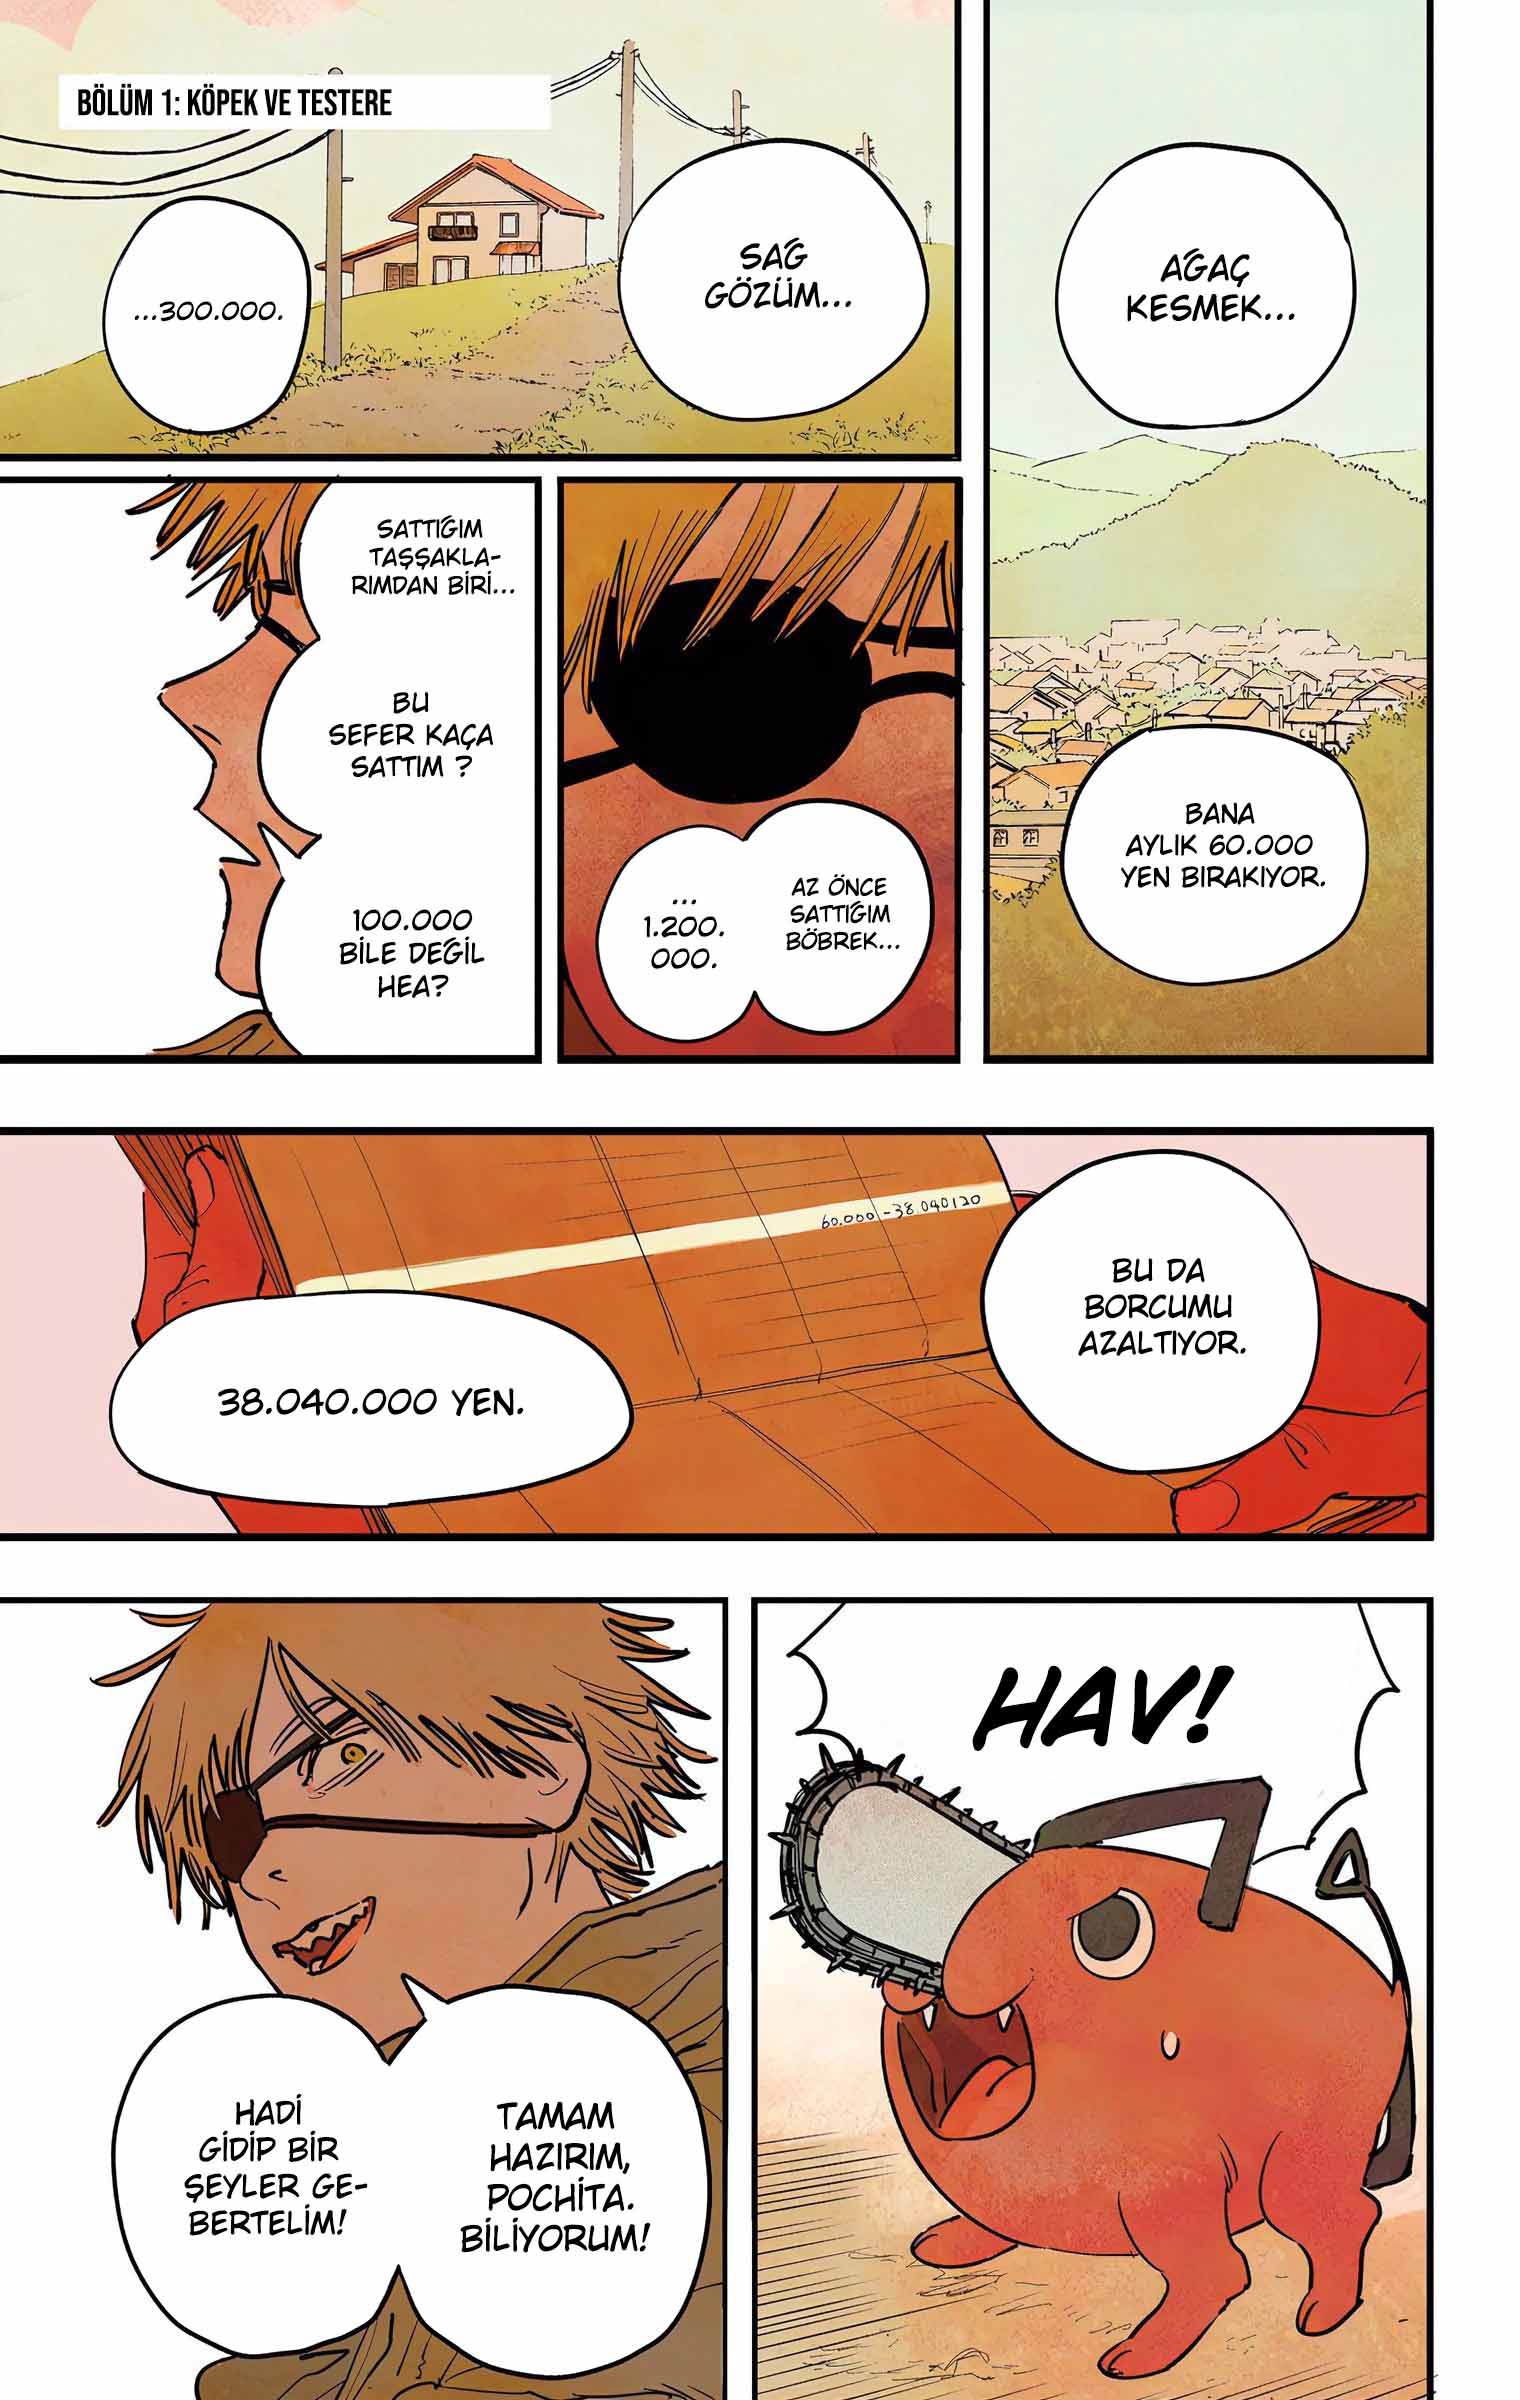 BÖLÜM 1: KÖPEK VE TESTERE
AĞAÇ
KESMEK...
BANA
AYLIK 60.000
YEN BIRAKIYOR.
SAĞ
GÖZÜM...
...300.000.
AZ ÖNCE
SATTIĞIM
BÖBREK...
...
1.200.
000.
SATTIĞIM
TAŞŞAKLA-
RIMDAN BİRİ...
BU
SEFER KAÇA
SATTIM ?
100.000
BİLE DEĞİL
HEA?
60.000 -38.040120
BU DA
BORCUMU
AZALTIYOR.
38.040.000 YEN.
HAV!
TAMAM
HAZIRIM,
POCHITA.
BİLİYORUM!
HADİ
GİDİP BİR
ŞEYLER GE-
BERTELİM!